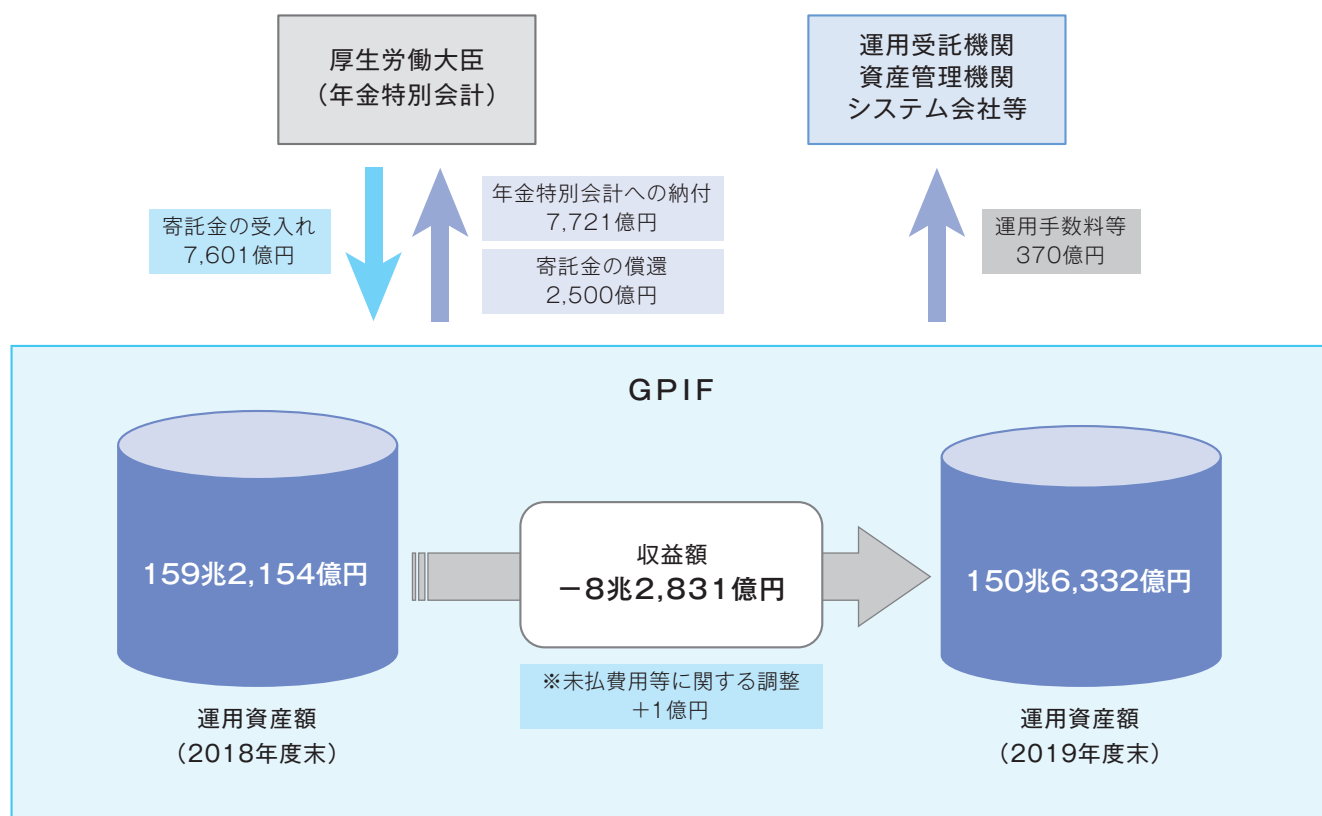 厚生労働大臣
（年金特別会計）
運用受託機関
資産管理機関
システム会社等
寄託金の受入れ
7,601億円
年金特別会計への納付
7,721億円
寄託金の償還
2,500億円
運用手数料等
370億円
GPIF
159兆2,154億円
収益額
－8兆2,831億円
150兆6,332億円
※未払費用等に関する調整
＋1億円
運用資産額
（2018年度末）
運用資産額
（2019年度末）